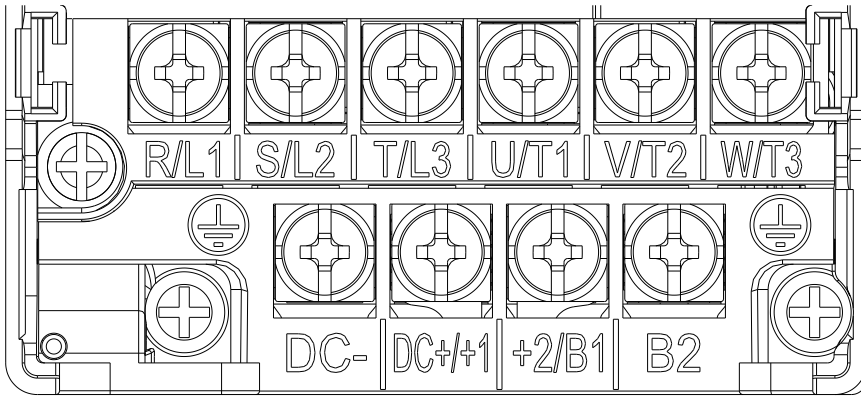 R/L1 S/L2 T/L3 U/T1 V/T2 W/T3
DC- DC+/+1 +2/B1 B2